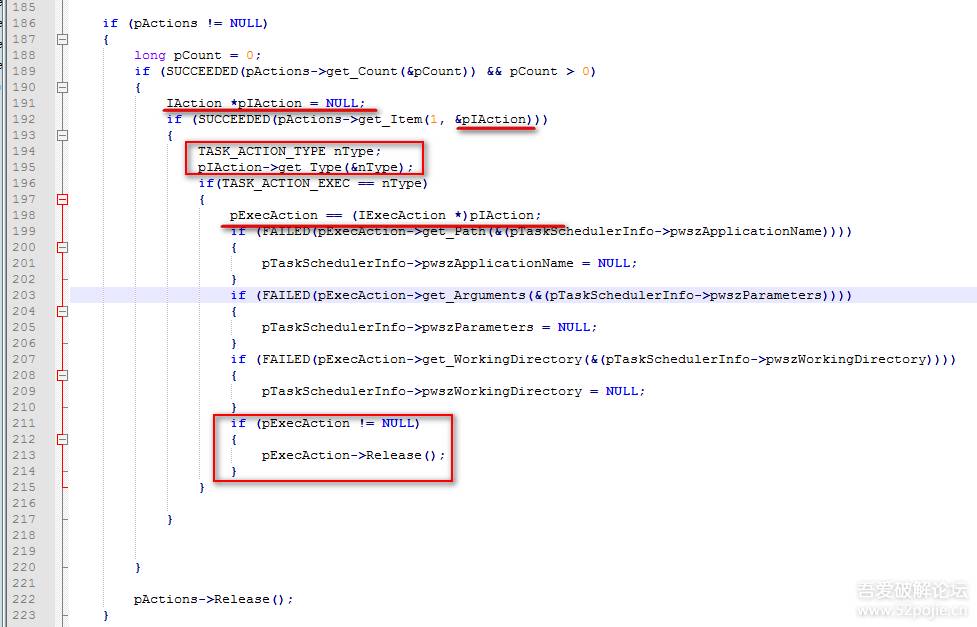 185
186 if (pActions != NULL)
187 {
188 long pCount = 0;
189 if (SUCCEEDED(pActions->get_Count(&pCount)) && pCount > 0)
190 {
191 IAction *pIAction = NULL;
192 if (SUCCEEDED(pActions->get_Item(1, &pIAction)))
193 {
194 TASK_ACTION_TYPE nType;
195 pIAction->get_Type(&nType);
196 if(TASK_ACTION_EXEC == nType)
197 {
198 pExecAction == (IExecAction *)pIAction;
199 if (FAILED(pExecAction->get_Path(&(pTaskSchedulerInfo->pwszApplicationName))))
200 {
201 pTaskSchedulerInfo->pwszApplicationName = NULL;
202 }
203 if (FAILED(pExecAction->get_Arguments(&(pTaskSchedulerInfo->pwszParameters))))
204 {
205 pTaskSchedulerInfo->pwszParameters = NULL;
206 }
207 if (FAILED(pExecAction->get_WorkingDirectory(&(pTaskSchedulerInfo->pwszWorkingDirectory))))
208 {
209 pTaskSchedulerInfo->pwszWorkingDirectory = NULL;
210 }
211 if (pExecAction != NULL)
212 {
213 pExecAction->Release();
214 }
215 }
216
217 }
218
219
220 }
221
222 pActions->Release();
223 }
吾爱破解论坛
www.52pojie.cn